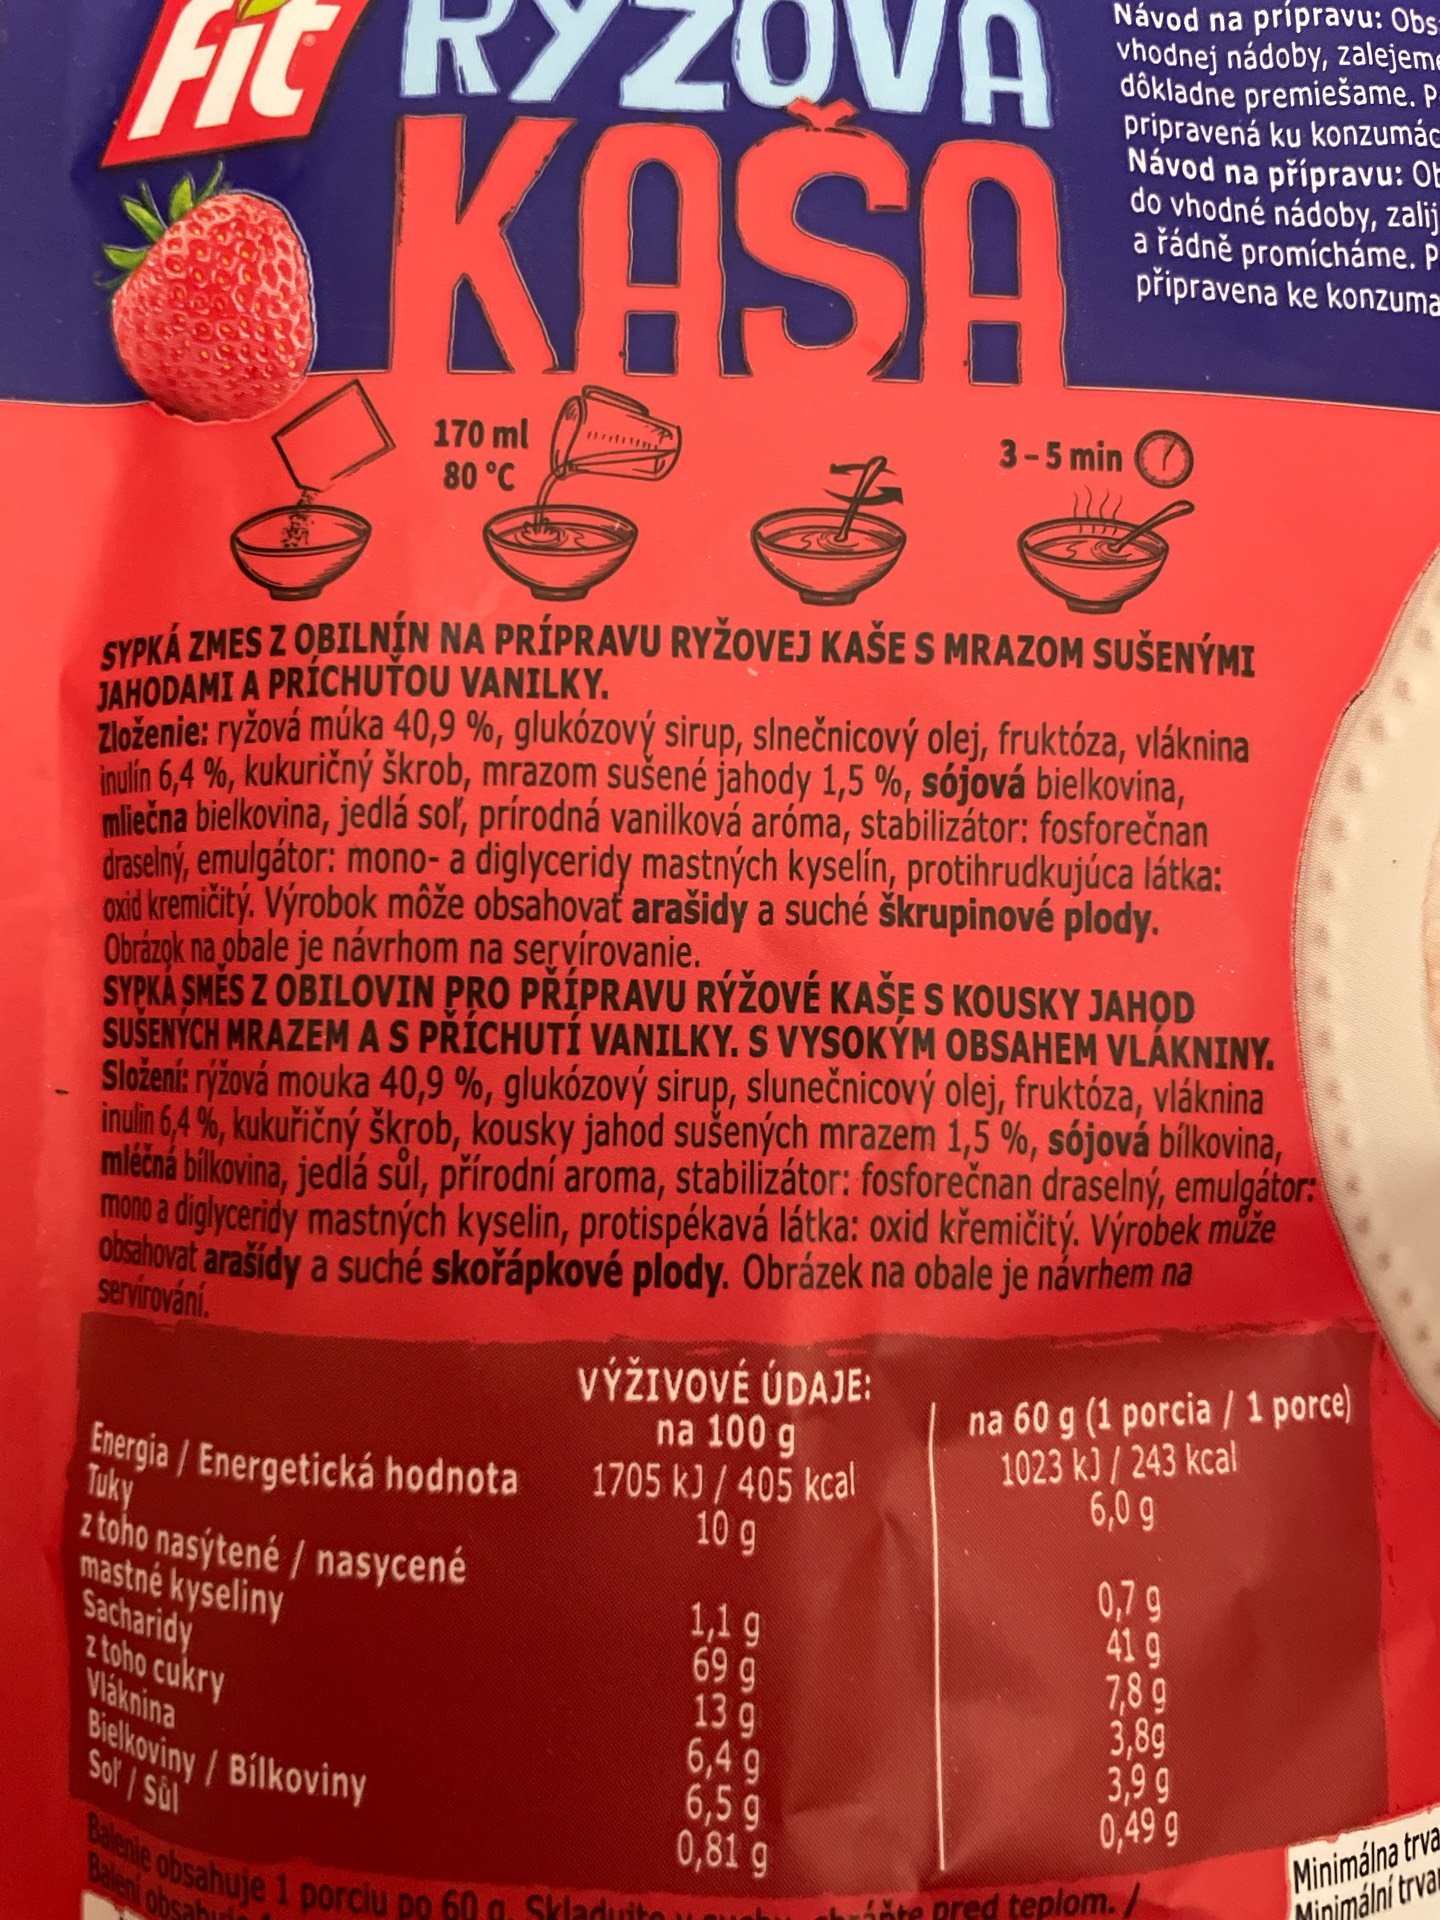 fit
RYŽOVÁ
KAŠA
Návod na prípravu:
vhodnej nádoby, zalejeme
dôkladne premiešame.
pripravená ku
Návod na přípravu:
do vhodné nádoby,
a řádně promícháme.
připravena ke
170 ml
80 °C
3 - 5 min
SYPKÁ ZMES Z OBILNÍN NA PRÍPRAVU RYŽOVEJ KAŠE S MRAZOM SUŠENÝMI
JAHODAMI A PRÍCHUŤOU VANILKY.
Zloženie: ryžová múka 40,9 %, glukózový sirup, slnečnicový olej, fruktóza, vláknina
inulín 6,4 %, kukuričný škrob, mrazom sušené jahody 1,5 %, sójová bielkovina,
mliečna bielkovina, jedlá soľ, prírodná vanilková aróma, stabilizátor: fosforečnan
draselný, emulgátor: mono- a diglyceridy mastných kyselín, protihrudkujúca látka:
oxid kremičitý. Výrobok môže obsahovať arašidy a suché škrupinové plody.
Obrázok na obale je návrhom na servírovanie.
SYPKÁ SMĚS Z OBILOVIN PRO PŘÍPRAVU RÝŽOVÉ KAŠE S KOUSKY JAHOD
SUŠENÝCH MRAZEM A S PŘÍCHUTÍ VANILKY. S VYSOKÝM OBSAHEM VLÁKNINY.
Složení: rýžová mouka 40,9 %, glukózový sirup, slunečnicový olej, fruktóza, vláknina
inulin 6,4 %, kukuřičný škrob, kousky jahod sušených mrazem 1,5 %, sójová bílkovina,
mléčná bílkovina, jedlá sůl, přírodní aroma, stabilizátor: fosforečnan draselný, emulgátor:
mono a diglyceridy mastných kyselin, protispékavá látka: oxid křemičitý. Výrobek může
obsahovat arašídy a suché skořápkové plody. Obrázek na obale je návrhem na
servírování.
VÝŽIVOVÉ ÚDAJE:
na 100 g na 60 g (1 porcia / 1 porce)
Energia / Energetická hodnota 1705 kJ / 405 kcal 1023 kJ / 243 kcal
Tuky 10 g 6,0 g
z toho nasýtené / nasycené
mastné kyseliny 1,1 g 0,7 g
Sacharidy 69 g 41 g
z toho cukry 13 g 7,8 g
Vláknina 6,4 g 3,8g
Bielkoviny / Bílkoviny 6,5 g 3,9 g
Soľ / Sůl 0,81 g 0,49 g
Balenie obsahuje 1 porciu po 60 g. Skladujte pred teplom. /
Balení
Minimálna
Minimální